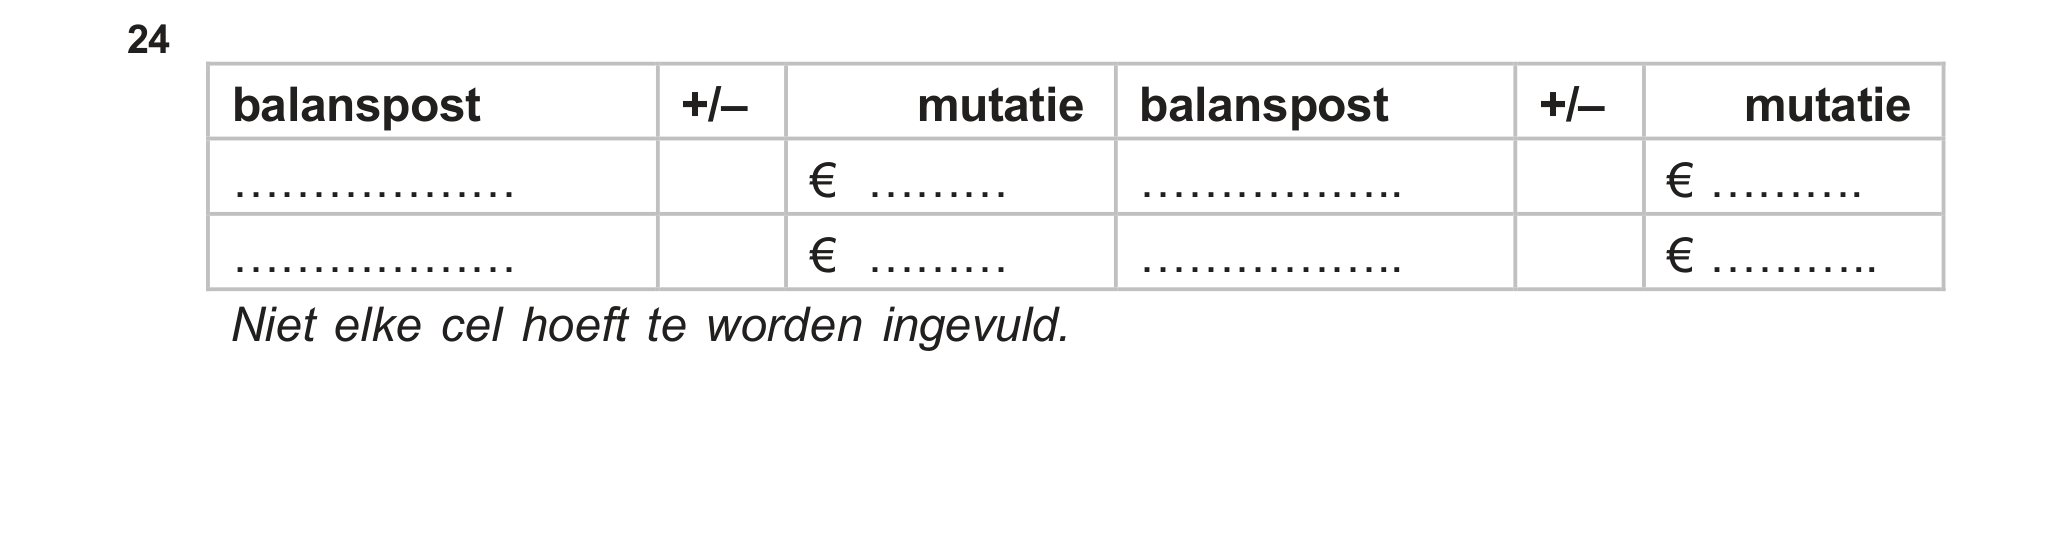 24
balanspost +/– mutatie balanspost +/– mutatie
……………… € ……… …………….. € ……….
……………… € ……… …………….. € ………..
Niet elke cel hoeft te worden ingevuld.